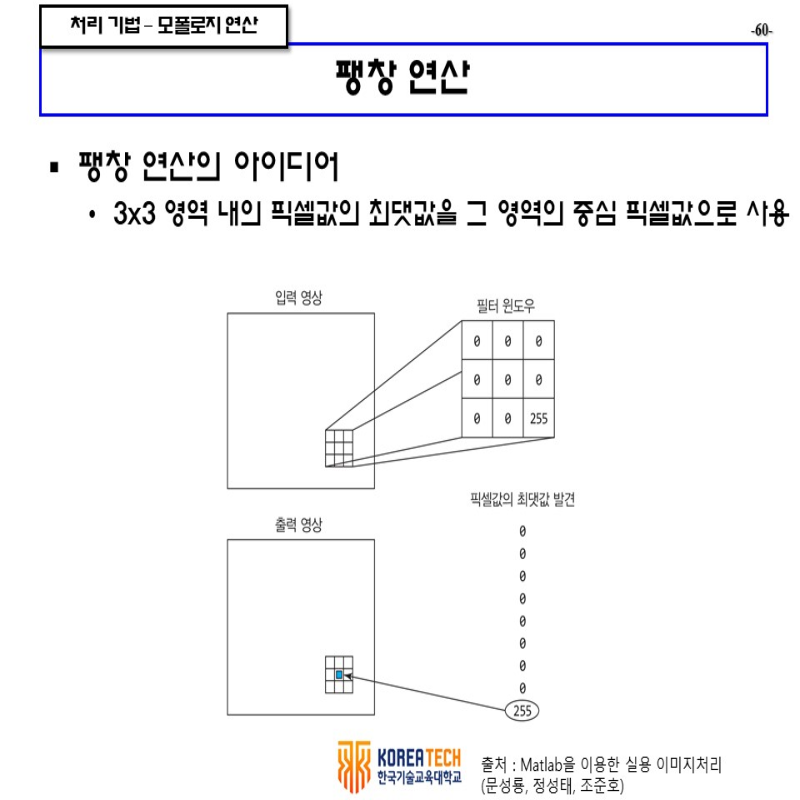 처리 기법 – 모폴로지 연산
-60-
팽창 연산
▪ 팽창 연산의 아이디어
• 3x3 영역 내의 픽셀값의 최댓값을 그 영역의 중심 픽셀값으로 사용
입력 영상
필터 윈도우
0 0 0
0 0 0
0 0 255
픽셀값의 최댓값 발견
출력 영상
0
0
0
0
0
0
0
0
255
KOREATECH
한국기술교육대학교
출처 : Matlab을 이용한 실용 이미지처리
(문성룡, 정성태, 조준호)